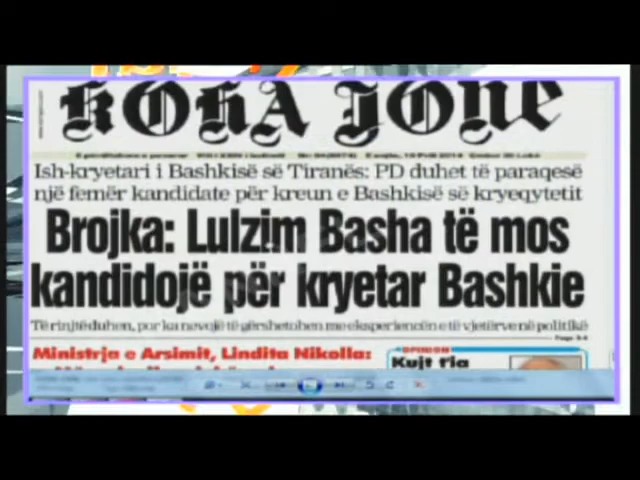 KOHA JONE
Ish-kryetari i Bashkisë së Tiranës: PD duhet të paraqesë
një femër kandidate për kreun e Bashkisë së kryeqytetit
Brojka: Lulzim Basha të mos
kandidojë për kryetar Bashkie
Të rinjtë duhen, por ka nevojë të gërshetohen me eksperiencën e të vjetërve në politikë
Ministrja e Arsimit, Lindita Nikolla:
OPINION
Kujt t'ia